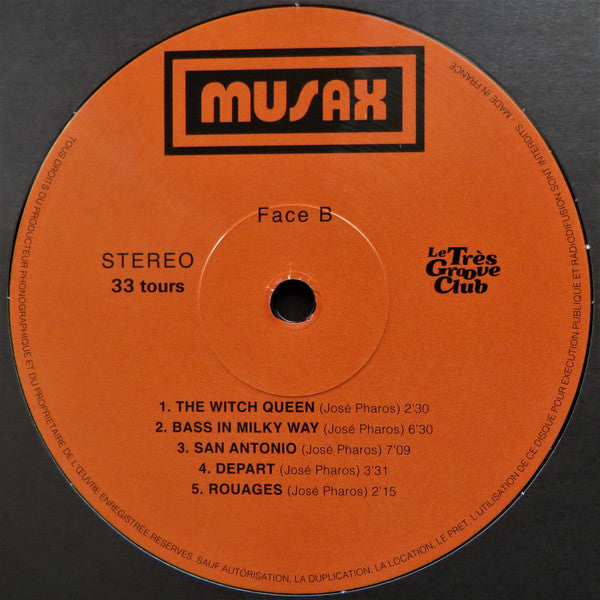 MUSAX
Face B
STEREO
33 tours
Le Très
Groove
Club
1. THE WITCH QUEEN (José Pharos) 2'30
2. BASS IN MILKY WAY (José Pharos) 6'30
3. SAN ANTONIO (José Pharos) 7'09
4. DEPART (José Pharos) 3'31
5. ROUAGES (José Pharos) 2'15
TOUS DROITS DU PRODUCTEUR PHONOGRAPHIQUE ET DU PROPRIETAIRE DE L'ŒUVRE ENREGISTRÉE RESERVES. SAUF AUTORISATION, LA DUPLICATION, LA LOCATION, LE PRET, L'UTILISATION DE CE DISQUE POUR EXECUTION PUBLIQUE ET RADIODIFFUSION SONT INTERDITS - MADE IN FRANCE